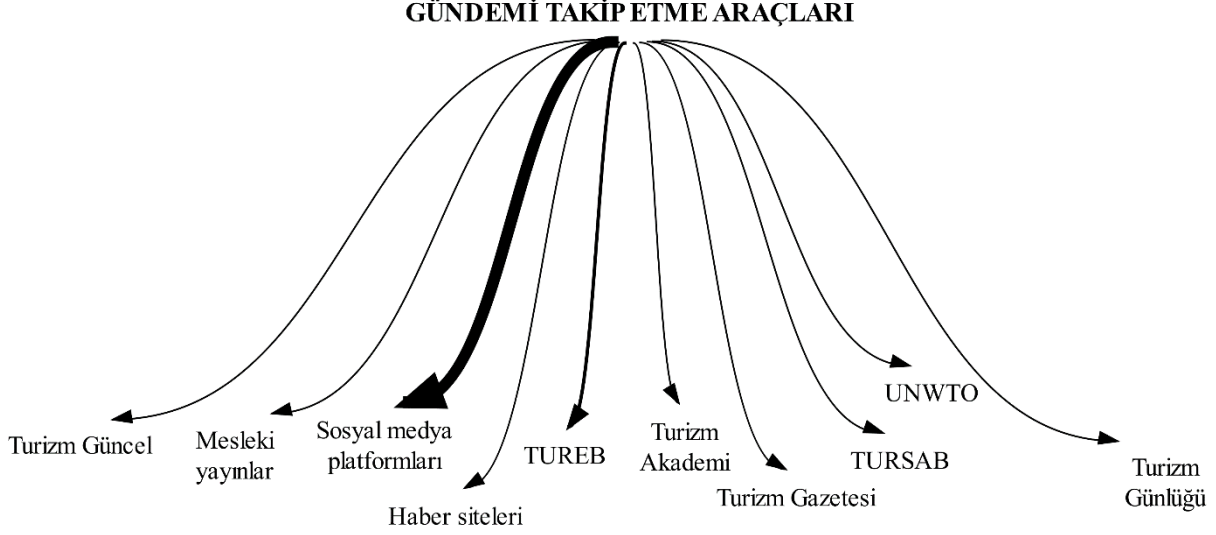 GÜNDEMİ TAKİP ETME ARAÇLARI
Turizm Güncel
Mesleki
yayınlar
Sosyal medya
platformları
Haber siteleri
TUREB
Turizm
Akademi
Turizm Gazetesi
TURSAB
UNWTO
Turizm
Günlüğü